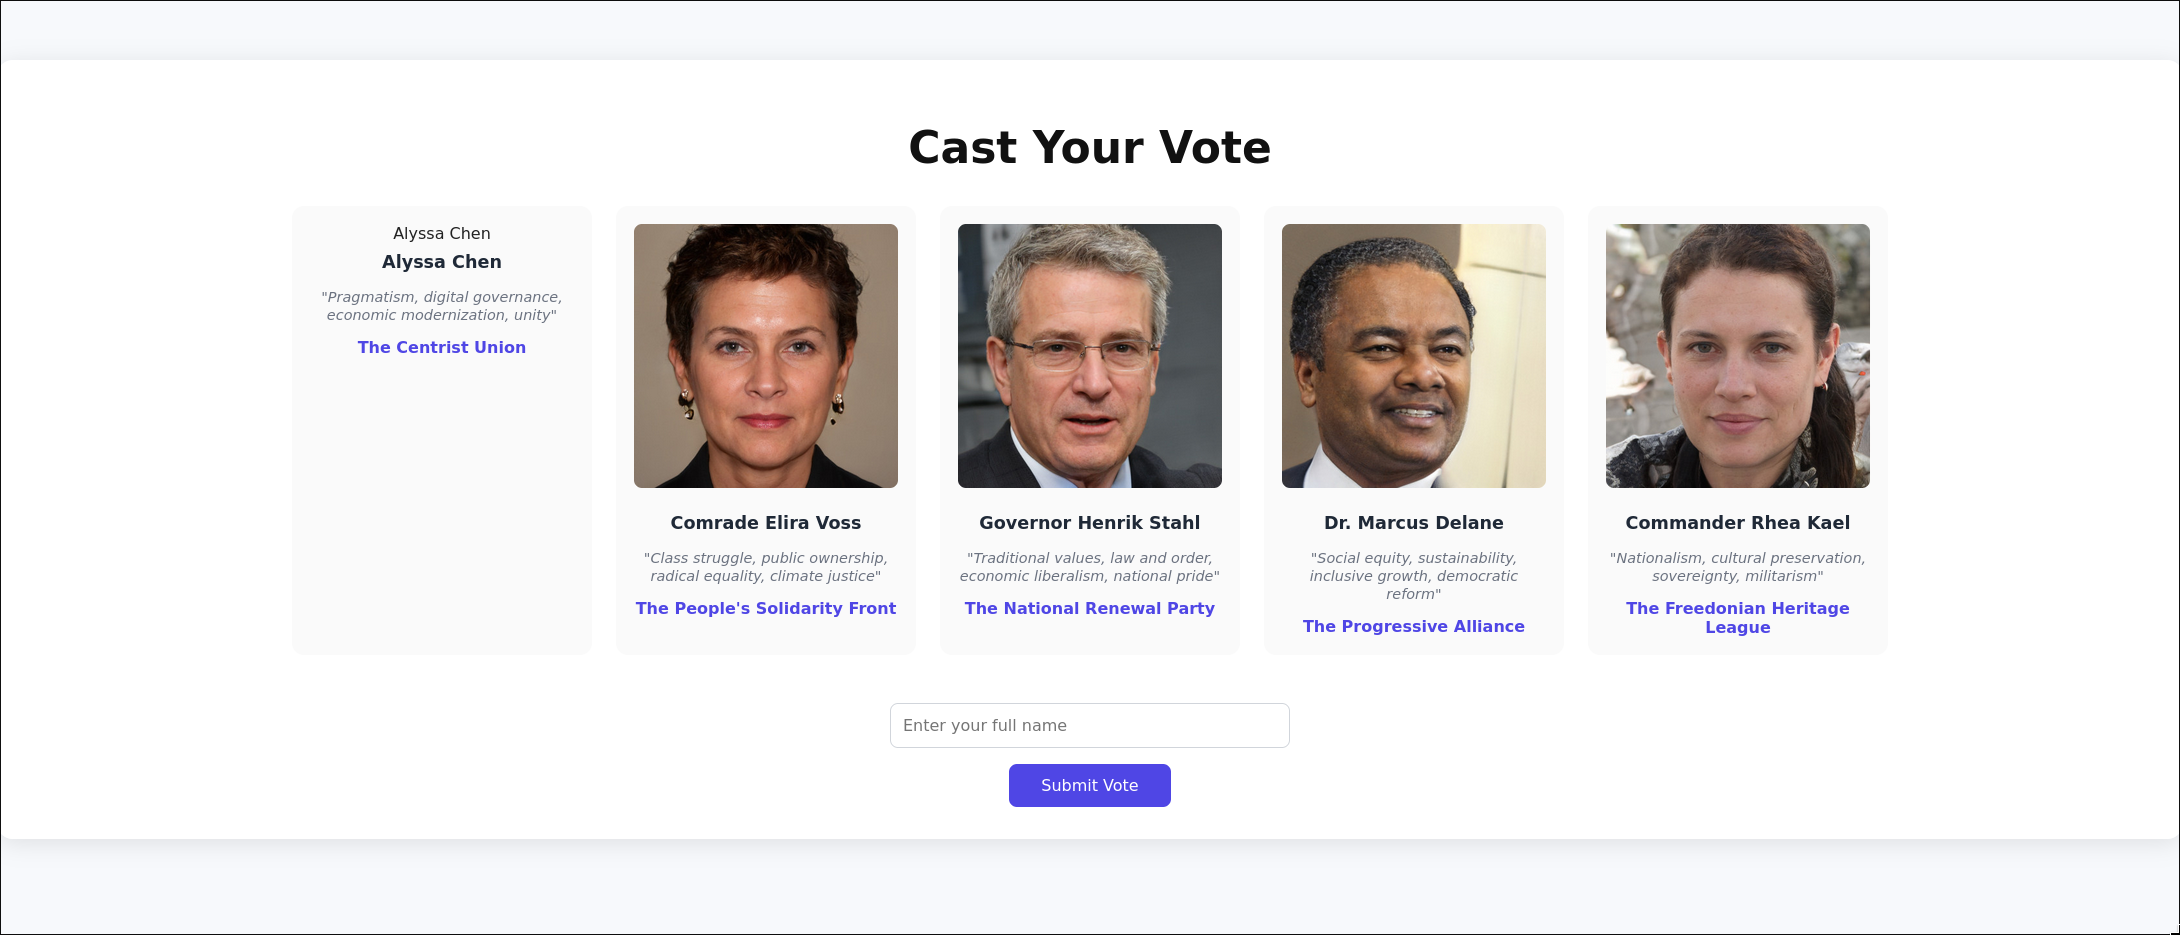 Cast Your Vote
Alyssa Chen
Alyssa Chen
"Pragmatism, digital governance,
economic modernization, unity"
The Centrist Union
Comrade Elira Voss
"Class struggle, public ownership,
radical equality, climate justice"
The People's Solidarity Front
Governor Henrik Stahl
"Traditional values, law and order,
economic liberalism, national pride"
The National Renewal Party
Dr. Marcus Delane
"Social equity, sustainability,
inclusive growth, democratic
reform"
The Progressive Alliance
Commander Rhea Kael
"Nationalism, cultural preservation,
sovereignty, militarism"
The Freedonian Heritage
League
Enter your full name
Submit Vote